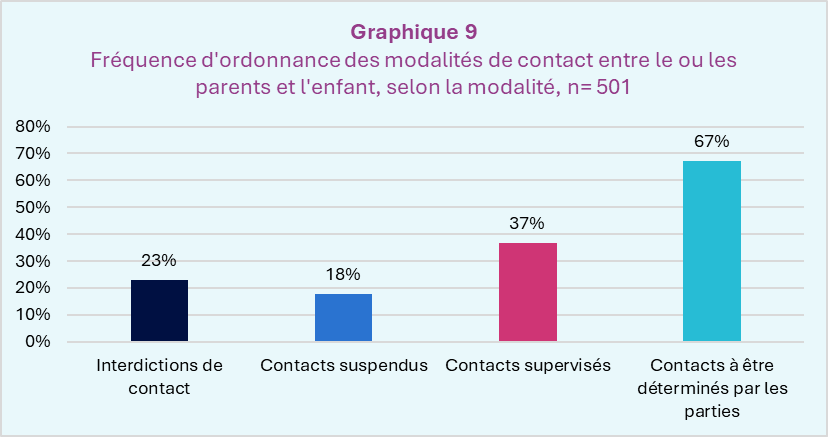 Graphique 9
Fréquence d'ordonnance des modalités de contact entre le ou les
parents et l'enfant, selon la modalité, n= 501
80%
70%
60%
50%
40%
30%
20%
10%
0%
23%
18%
37%
67%
Interdictions de
contact
Contacts suspendus
Contacts supervisés
Contacts à être
déterminés par les
parties